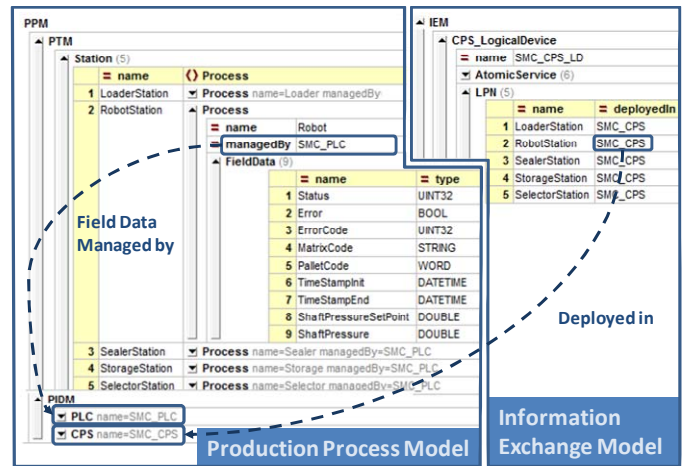 PPM
PTM
Station (5)
= name <> Process
1 LoaderStation Process name=Loader managedBy
2 RobotStation Process
= name Robot
= managedBy SMC_PLC
FieldData (9)
= name = type
1 Status UINT32
2 Error BOOL
3 ErrorCode UINT32
4 MatrixCode STRING
5 PalletCode WORD
6 TimeStampInit DATETIME
7 TimeStampEnd DATETIME
8 ShaftPressureSetPoint DOUBLE
9 ShaftPressure DOUBLE
Field Data
Managed by
3 SealerStation Process name=Sealer managedBy=SMC_PLC
4 StorageStation Process name=Storage managedBy=SMC_PLC
5 SelectorStation Process name=Selector managedBy=SMC_PLC
PIDM
PLC name=SMC_PLC
CPS name=SMC_CPS
Production Process Model
IEM
CPS_LogicalDevice
= name SMC_CPS_LD
AtomicService (6)
LPN (5)
= name = deployedIn
1 LoaderStation SMC_CPS
2 RobotStation SMC_CPS
3 SealerStation SMC_CPS
4 StorageStation SMC_CPS
5 SelectorStation SMC_CPS
Deployed in
Information
Exchange Model